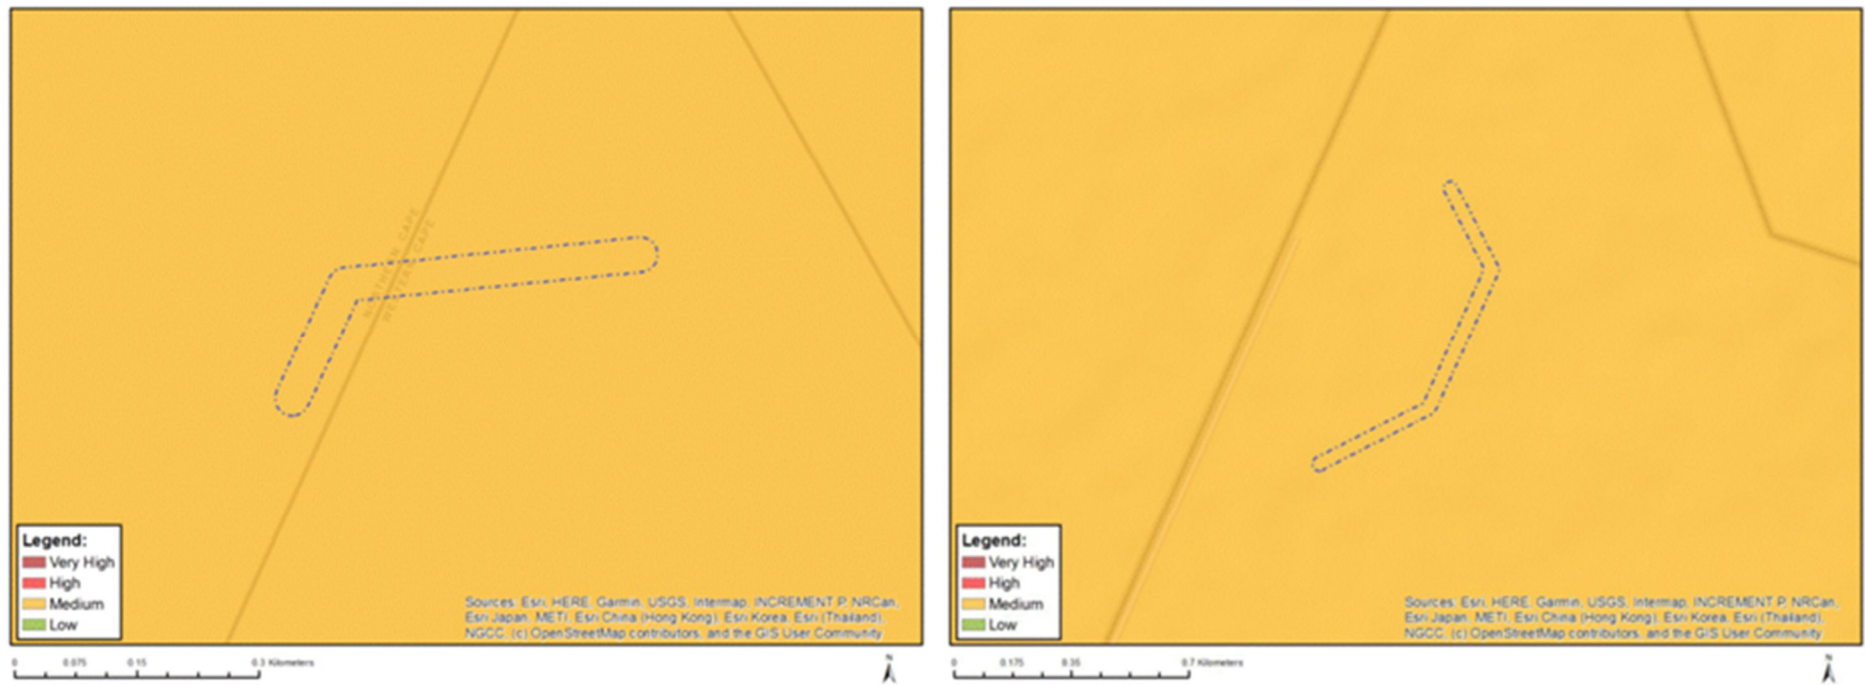 NORTHERN CAPE
WESTERN CAPE
Legend:
Very High
High
Medium
Low
Sources: Esri, HERE, Garmin, USGS, Intermap, INCREMENT P, NRCan,
Esri Japan, METI, Esri China (Hong Kong), Esri Korea, Esri (Thailand),
NGCC, (c) OpenStreetMap contributors, and the GIS User Community
0 0.075 0.15 0.3 Kilometers
N
Legend:
Very High
High
Medium
Low
Sources: Esri, HERE, Garmin, USGS, Intermap, INCREMENT P, NRCan,
Esri Japan, METI, Esri China (Hong Kong), Esri Korea, Esri (Thailand),
NGCC, (c) OpenStreetMap contributors, and the GIS User Community
0 0.175 0.35 0.7 Kilometers
N